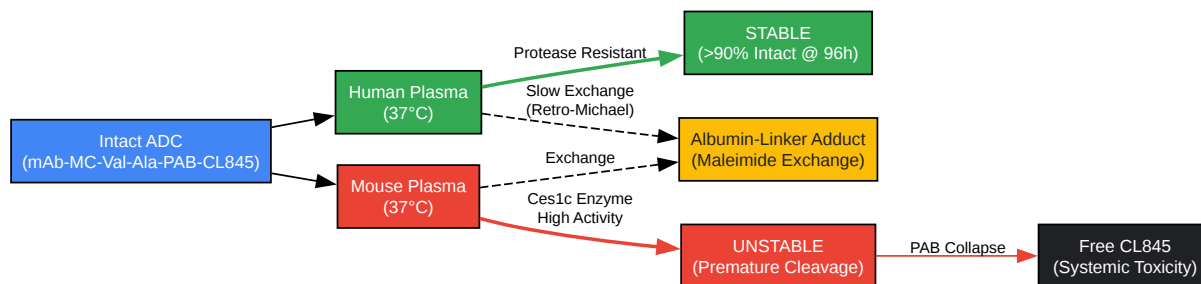 STABLE
(>90% Intact @ 96h)
Protease Resistant
Human Plasma
(37°C)
Slow Exchange
(Retro-Michael)
Intact ADC
(mAb-MC-Val-Ala-PAB-CL845)
Albumin-Linker Adduct
(Maleimide Exchange)
Exchange
Mouse Plasma
(37°C)
Ces1c Enzyme
High Activity
UNSTABLE
(Premature Cleavage)
PAB Collapse
Free CL845
(Systemic Toxicity)